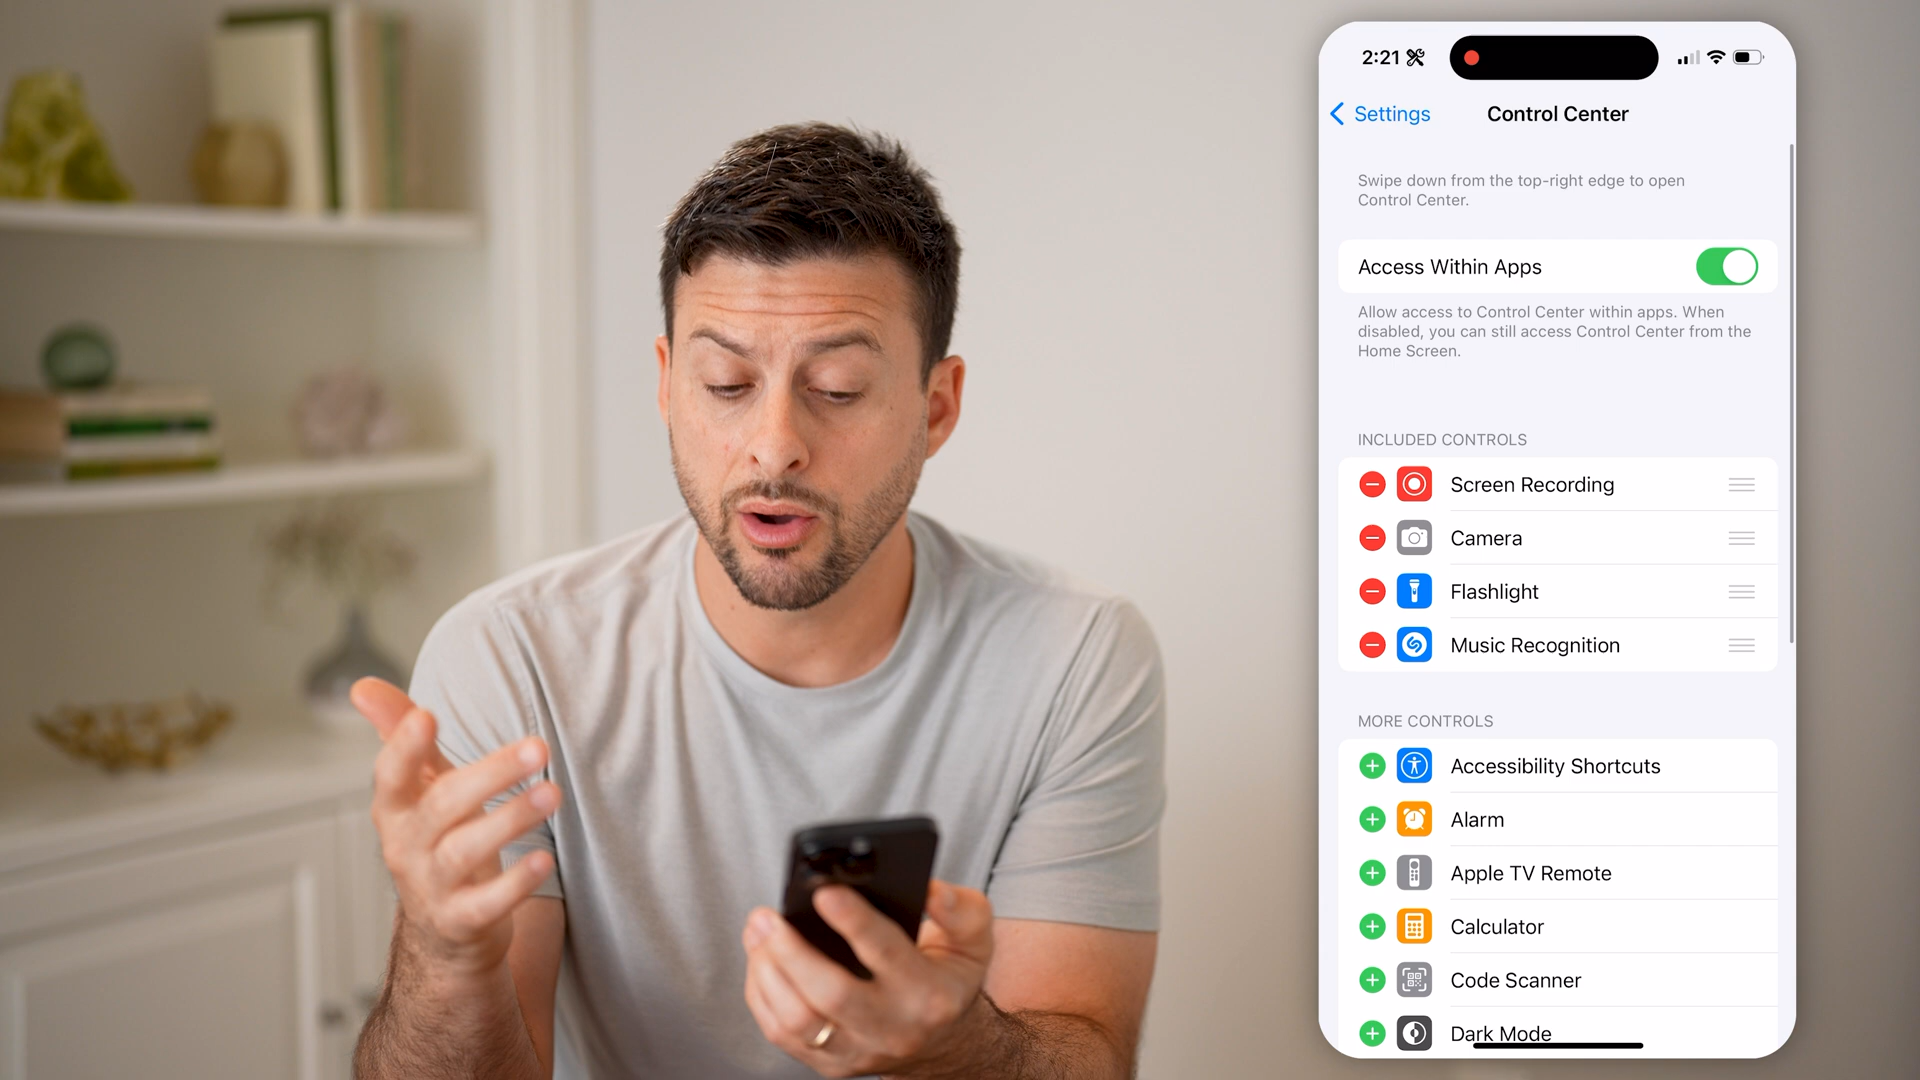 2:21
Settings
Control Center
Swipe down from the top-right edge to open
Control Center.
Access Within Apps
Allow access to Control Center within apps. When
disabled, you can still access Control Center from the
Home Screen.
INCLUDED CONTROLS
Screen Recording
Camera
Flashlight
Music Recognition
MORE CONTROLS
Accessibility Shortcuts
Alarm
Apple TV Remote
Calculator
Code Scanner
Dark Mode